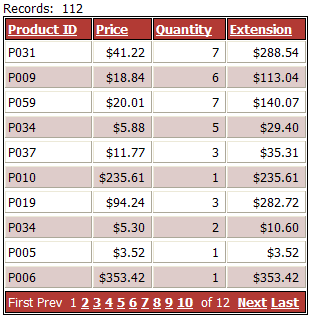 Records: 112
Product ID Price Quantity Extension
P031 $41.22 7 $288.54
P009 $18.84 6 $113.04
P059 $20.01 7 $140.07
P034 $5.88 5 $29.40
P037 $11.77 3 $35.31
P010 $235.61 1 $235.61
P019 $94.24 3 $282.72
P034 $5.30 2 $10.60
P005 $3.52 1 $3.52
P006 $353.42 1 $353.42
First Prev 1 2 3 4 5 6 7 8 9 10 of 12 Next Last